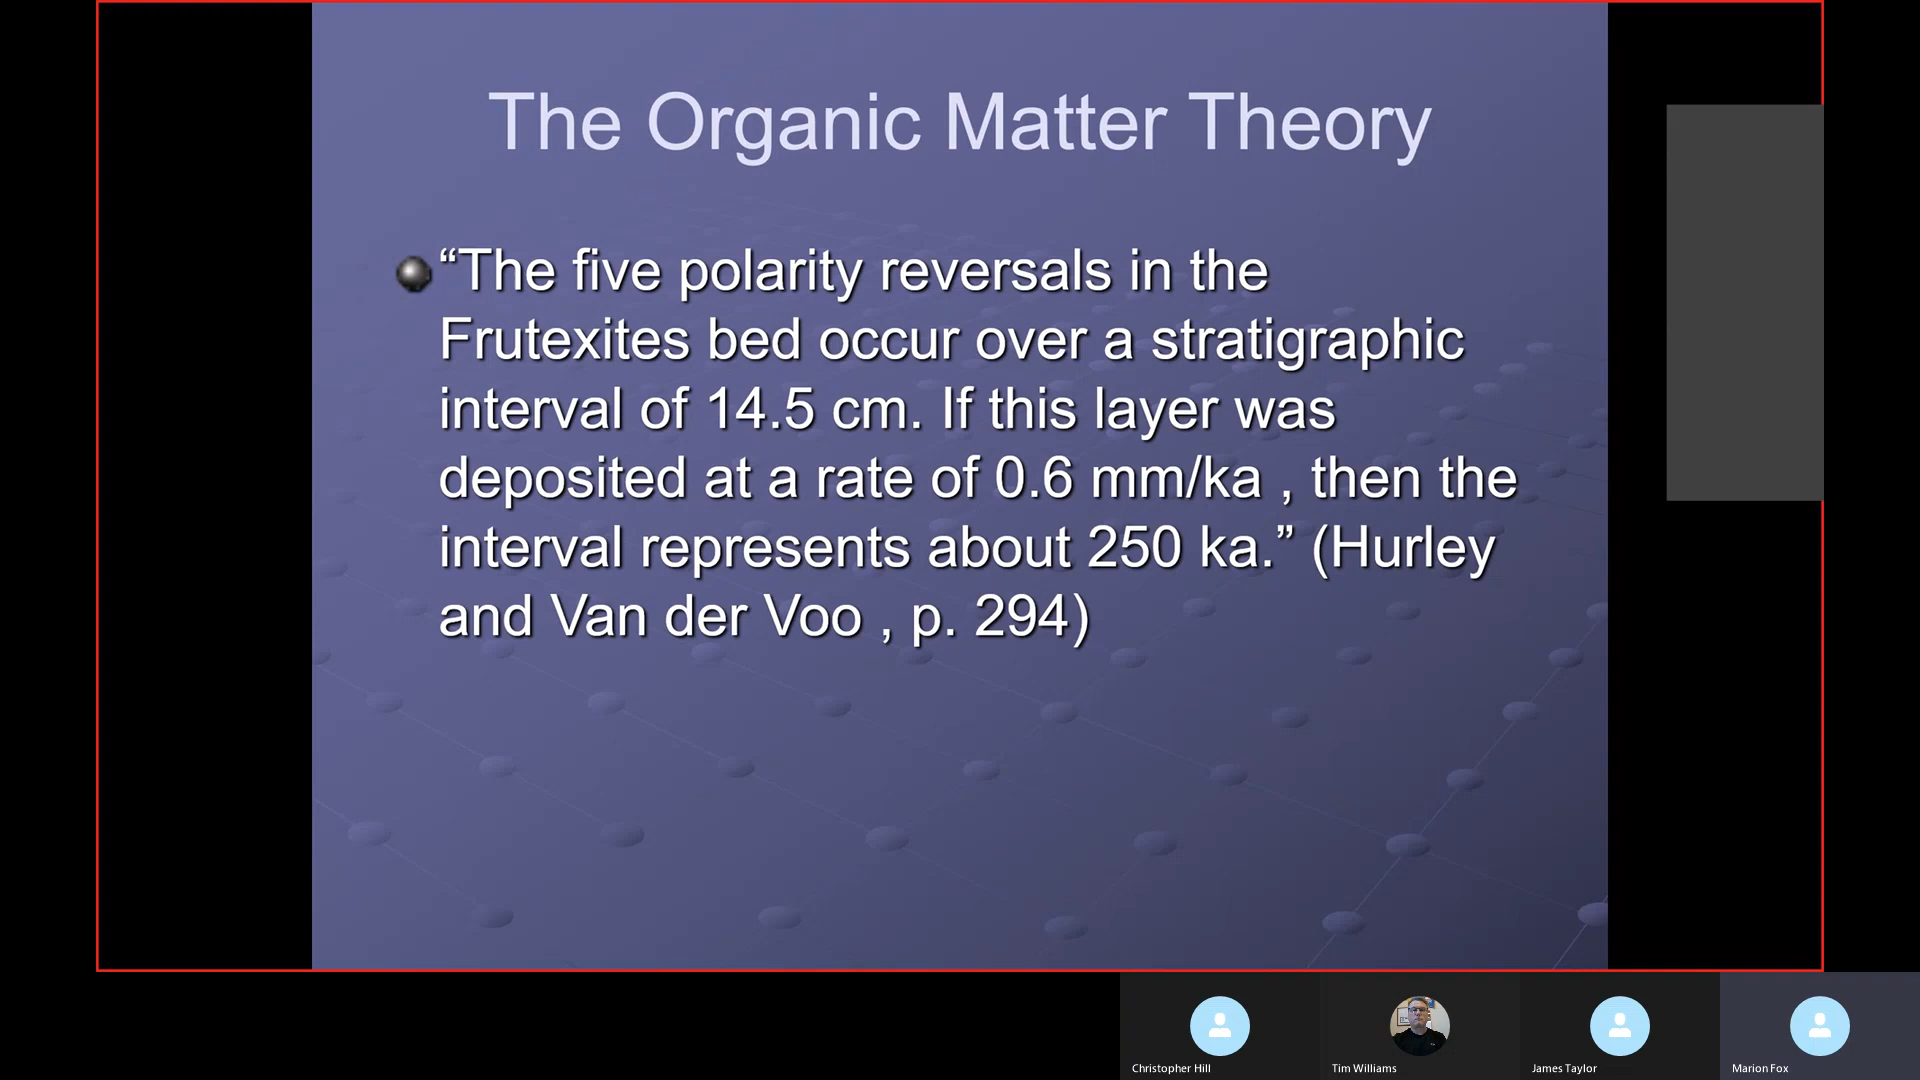 The Organic Matter Theory
“The five polarity reversals in the
Frutexites bed occur over a stratigraphic
interval of 14.5 cm. If this layer was
deposited at a rate of 0.6 mm/ka , then the
interval represents about 250 ka.” (Hurley
and Van der Voo , p. 294)
Christopher Hill
Tim Williams
James Taylor
Marion Fox